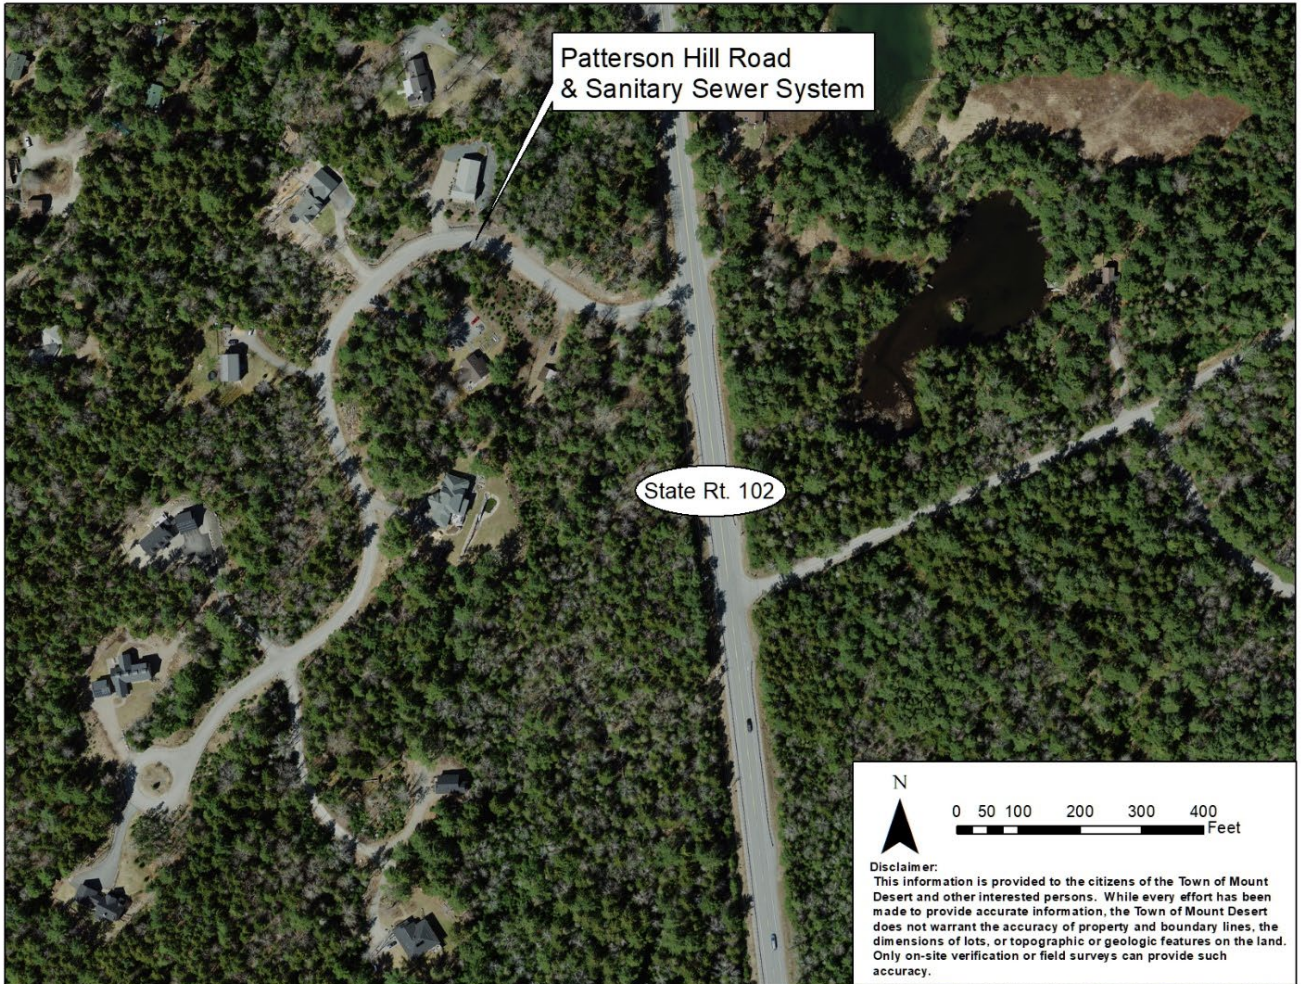 Patterson Hill Road
& Sanitary Sewer System
State Rt. 102
N
0 50 100 200 300 400
Feet
Disclaimer:
This information is provided to the citizens of the Town of Mount
Desert and other interested persons. While every effort has been
made to provide accurate information, the Town of Mount Desert
does not warrant the accuracy of property and boundary lines, the
dimensions of lots, or topographic or geologic features on the land.
Only on-site verification or field surveys can provide such
accuracy.